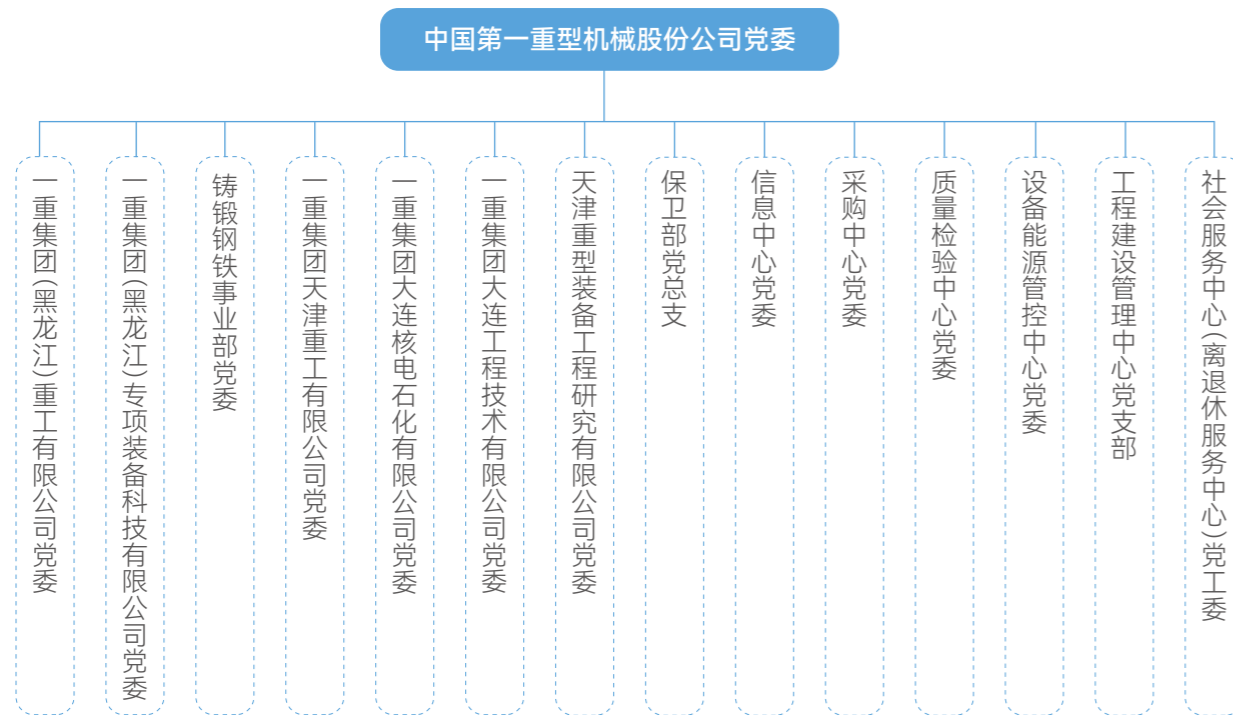 中国第一重型机械股份公司党委
一重集团(黑龙江)重工有限公司党委
一重集团(黑龙江)专项装备科技有限公司党委
铸锻钢铁事业部党委
一重集团天津重工有限公司党委
一重集团大连核电石化有限公司党委
一重集团大连工程技术有限公司党委
天津重型装备工程研究有限公司党委
保卫部党总支
信息中心党委
采购中心党委
质量检验中心党委
设备能源管控中心党委
工程建设管理中心党支部
社会服务中心(离退休服务中心)党工委